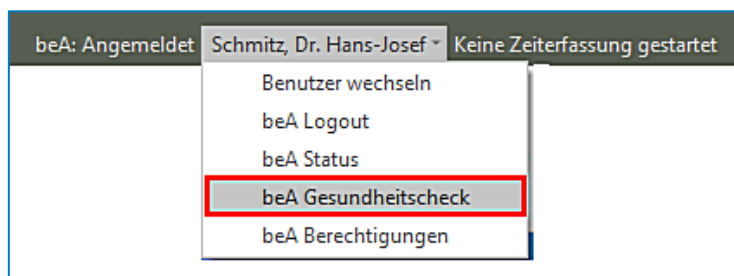 beA: Angemeldet Schmitz, Dr. Hans-Josef Keine Zeiterfassung gestartet
Benutzer wechseln
beA Logout
beA Status
beA Gesundheitscheck
beA Berechtigungen